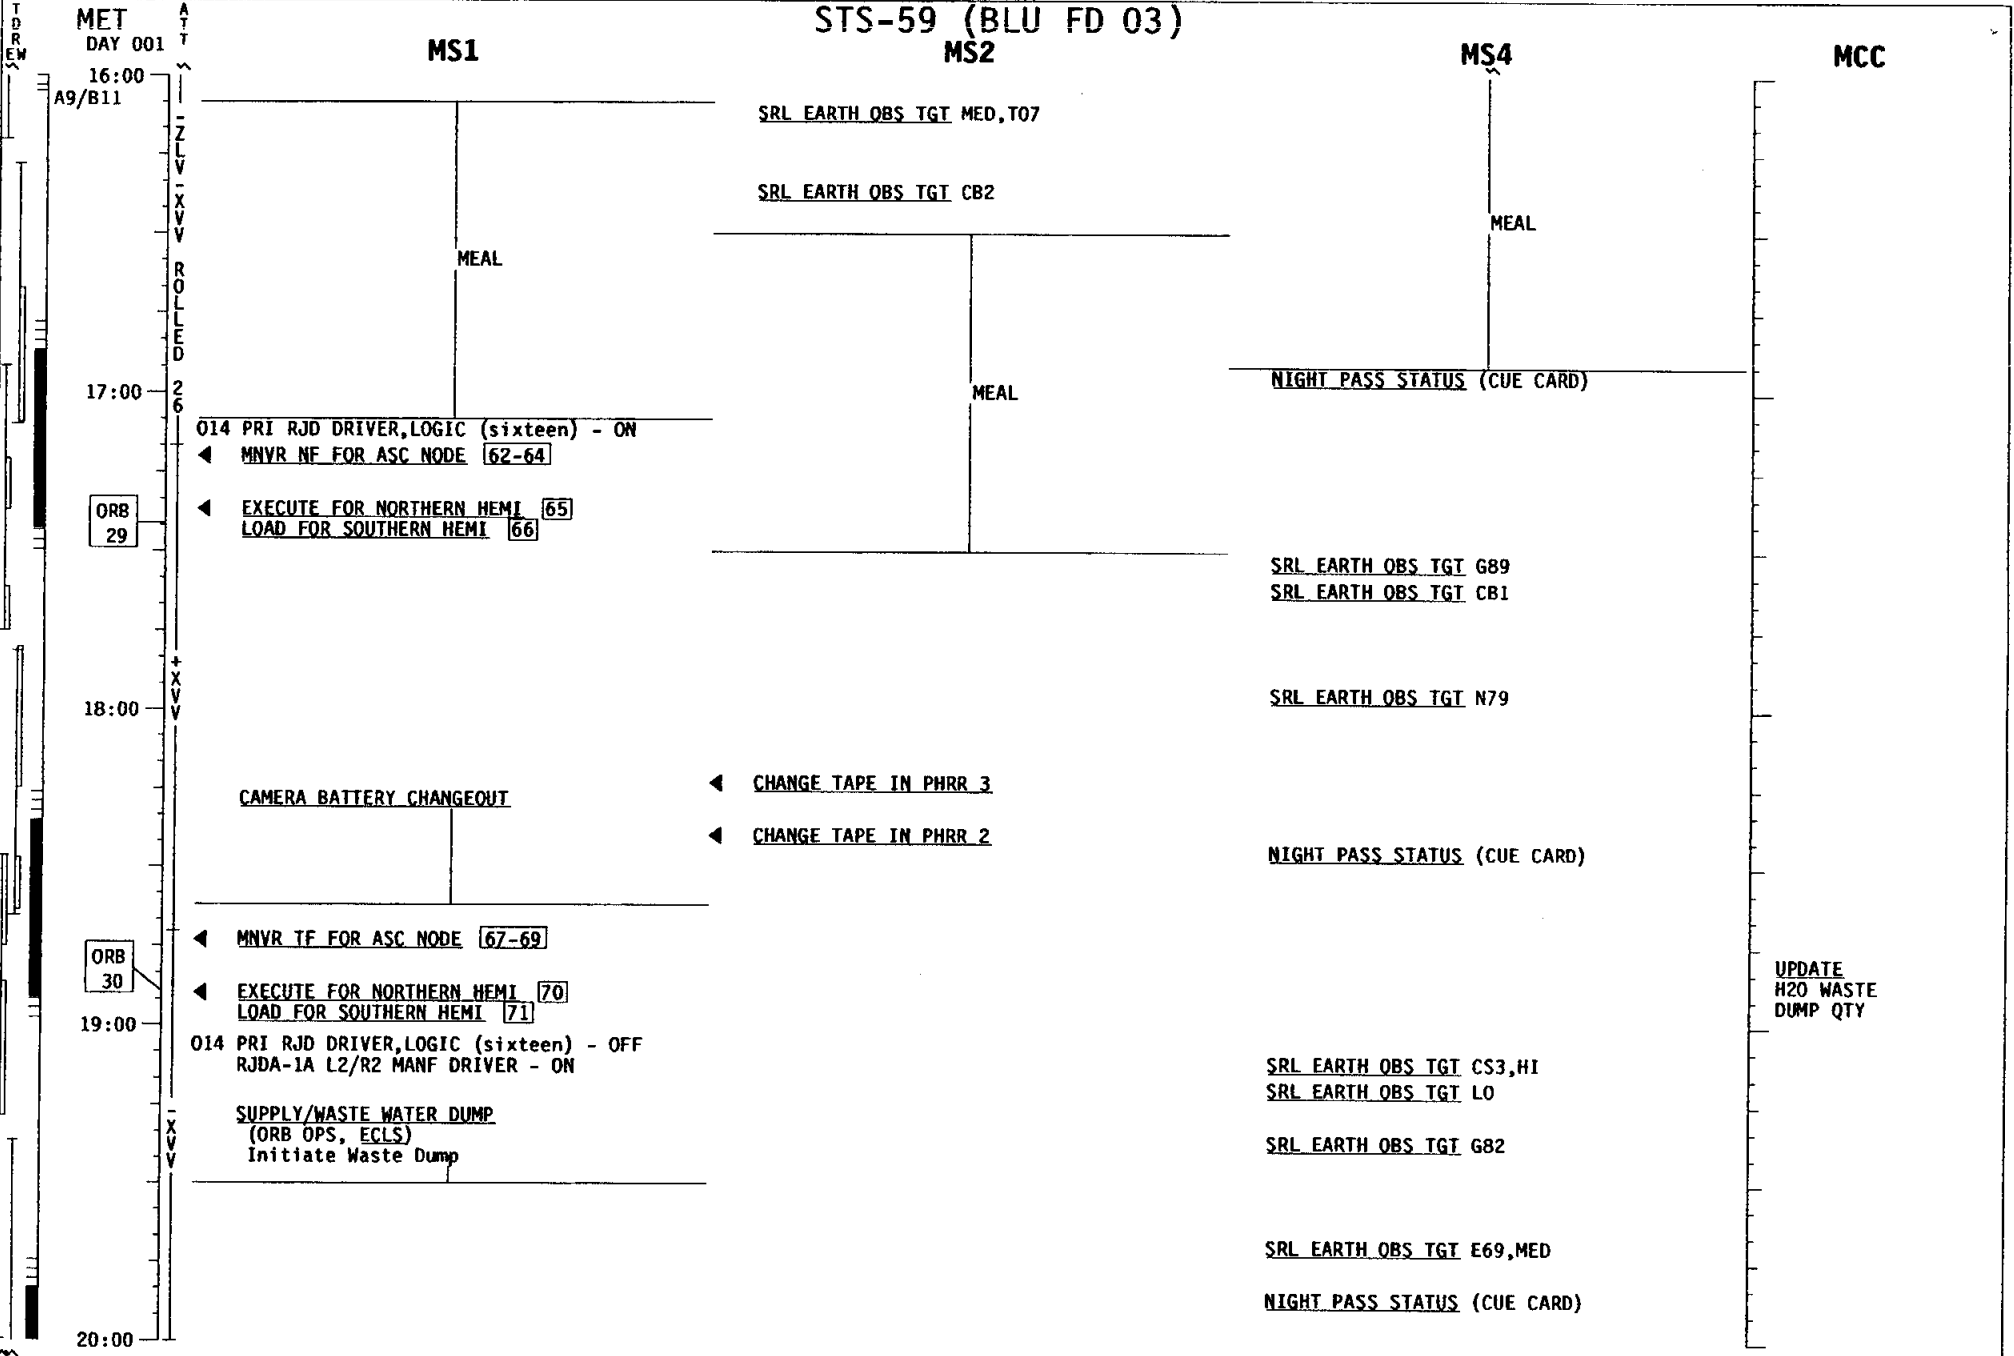 STS-59 (BLU FD 03)
TDR
EW
MET
DAY 001
ATT
MS1
MS2
MS4
MCC
16:00
A9/B11
-ZLV -XVV ROLLED 26
SRL EARTH OBS TGT MED,T07
SRL EARTH OBS TGT CB2
MEAL
MEAL
17:00
NIGHT PASS STATUS (CUE CARD)
MEAL
O14 PRI RJD DRIVER,LOGIC (sixteen) - ON
MNVR NF FOR ASC NODE 62-64
ORB
29
EXECUTE FOR NORTHERN HEMI 65
LOAD FOR SOUTHERN HEMI 66
SRL EARTH OBS TGT G89
SRL EARTH OBS TGT CB1
+XVV
18:00
SRL EARTH OBS TGT N79
CAMERA BATTERY CHANGEOUT
CHANGE TAPE IN PHRR 3
CHANGE TAPE IN PHRR 2
NIGHT PASS STATUS (CUE CARD)
MNVR TF FOR ASC NODE 67-69
ORB
30
EXECUTE FOR NORTHERN HEMI 70
LOAD FOR SOUTHERN HEMI 71
UPDATE
H2O WASTE
DUMP QTY
19:00
O14 PRI RJD DRIVER,LOGIC (sixteen) - OFF
RJDA-1A L2/R2 MANF DRIVER - ON
SRL EARTH OBS TGT CS3,HI
SRL EARTH OBS TGT LO
-XVV
SUPPLY/WASTE WATER DUMP
(ORB OPS, ECLS)
Initiate Waste Dump
SRL EARTH OBS TGT G82
SRL EARTH OBS TGT E69,MED
NIGHT PASS STATUS (CUE CARD)
20:00